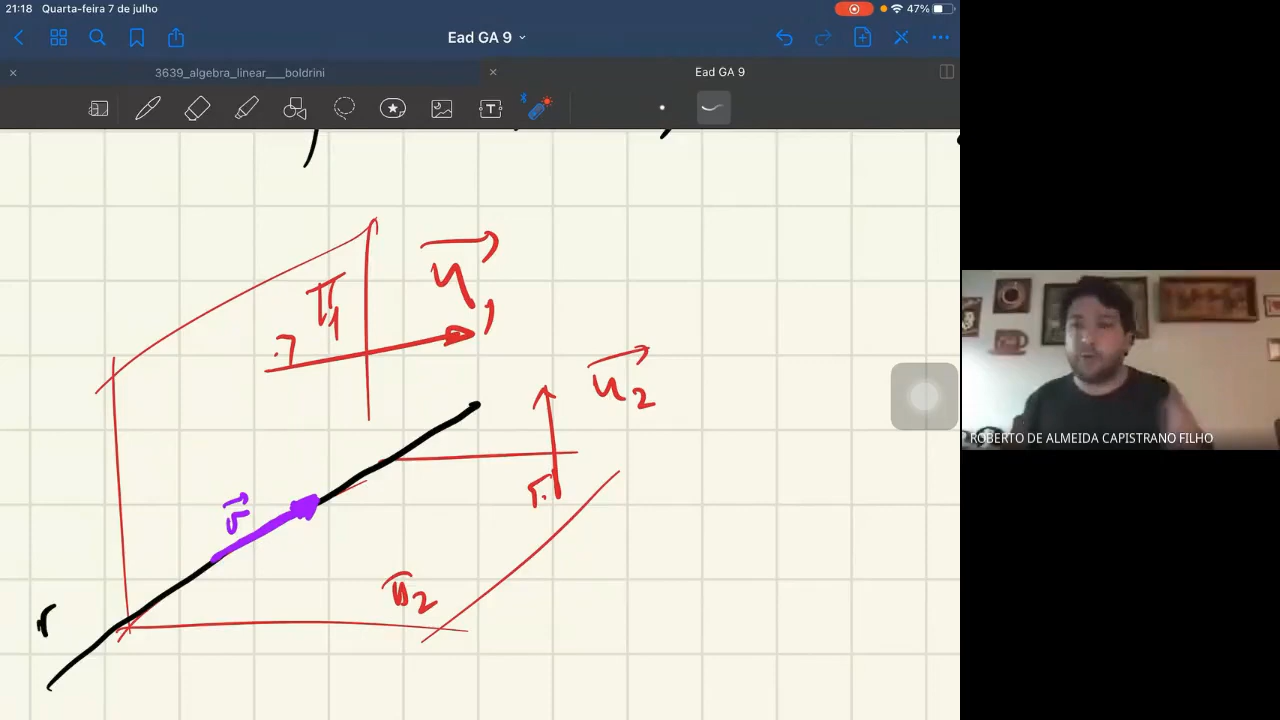 21:18 Quarta-feira 7 de julho
47%
Ead GA 9
3639_algebra_linear___boldrini
Ead GA 9
T
π1
u1
u2
v
π2
r
ROBERTO DE ALMEIDA CAPISTRANO FILHO